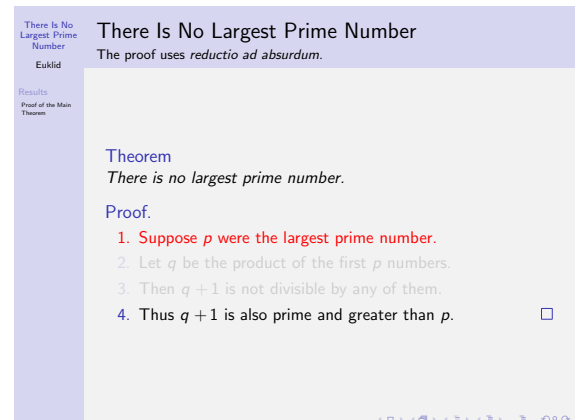 There Is No
Largest Prime
Number
Euklid
Results
Proof of the Main
Theorem
There Is No Largest Prime Number
The proof uses reductio ad absurdum.
Theorem
There is no largest prime number.
Proof.
1. Suppose p were the largest prime number.
2. Let q be the product of the first p numbers.
3. Then q + 1 is not divisible by any of them.
4. Thus q + 1 is also prime and greater than p. □